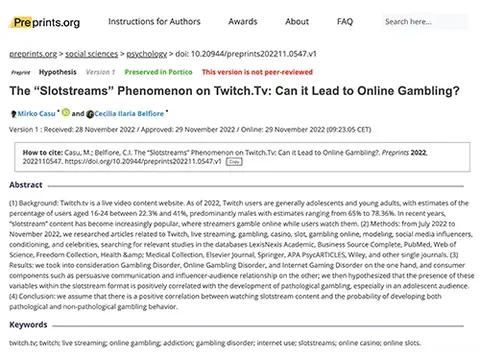 Preprints.org
Instructions for Authors Awards About FAQ Search here...
preprints.org > social sciences > psychology > doi: 10.20944/preprints202211.0547.v1
Preprint Hypothesis Version 1 Preserved in Portico This version is not peer-reviewed
The “Slotstreams” Phenomenon on Twitch.Tv: Can it Lead to Online Gambling?
Mirko Casu * and Cecilia Ilaria Belfiore *
Version 1 : Received: 28 November 2022 / Approved: 29 November 2022 / Online: 29 November 2022 (09:23:05 CET)
How to cite: Casu, M.; Belfiore, C.I. The “Slotstreams” Phenomenon on Twitch.Tv: Can it Lead to Online Gambling?. Preprints 2022,
2022110547. https://doi.org/10.20944/preprints202211.0547.v1 Copy
Abstract
(1) Background: Twitch.tv is a live video content website. As of 2022, Twitch users are generally adolescents and young adults, with estimates of the
percentage of users aged 16-24 between 22.3% and 41%, predominantly males with estimates ranging from 65% to 78.36%. In recent years,
“slotstream” content has become increasingly popular, where streamers gamble online while users watch them. (2) Methods: from July 2022 to
November 2022, we researched articles related to Twitch, live streaming, gambling, casino, slot, gambling online, modeling, social media influencers,
conditioning, and celebrities, searching for relevant studies in the databases LexisNexis Academic, Business Source Complete, PubMed, Web of
Science, Freedom Collection, Health &amp; Medical Collection, Elsevier Journal, Springer, APA PsycARTICLES, Wiley, and other single journals. (3)
Results: we took into consideration Gambling Disorder, Online Gambling Disorder, and Internet Gaming Disorder on the one hand, and consumer
components such as persuasive communication and influencer-audience relationship on the other; we then hypothesized that the presence of these
variables within the slotstream format is positively correlated with the development of pathological gambling, especially in an adolescent audience.
(4) Conclusion: we assume that there is a positive correlation between watching slotstream content and the probability of developing both
pathological and non-pathological gambling behavior.
Keywords
twitch.tv; twitch; live streaming; online gambling; addiction; gambling disorder; internet use; slotstreams; online casino; online slots.